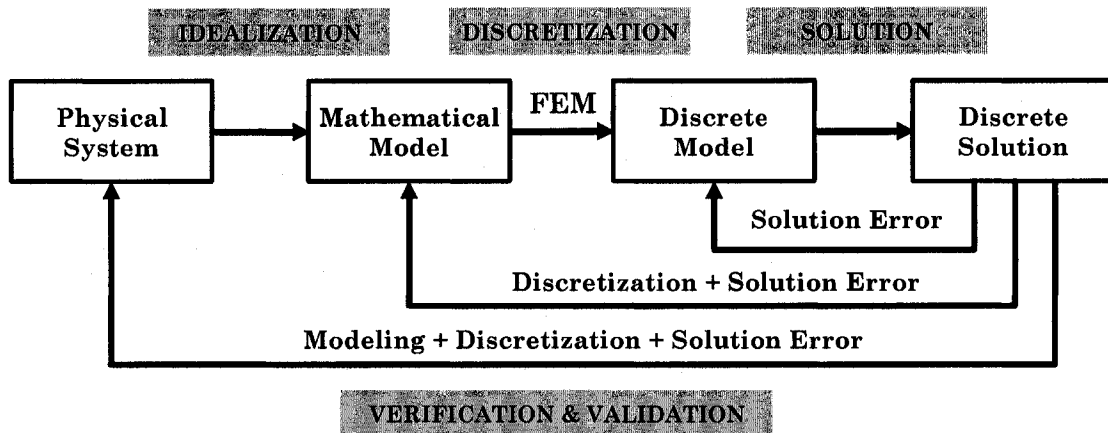 IDEALIZATION
DISCRETIZATION
SOLUTION
Physical
System
Mathematical
Model
FEM
Discrete
Model
Discrete
Solution
Solution Error
Discretization + Solution Error
Modeling + Discretization + Solution Error
VERIFICATION & VALIDATION